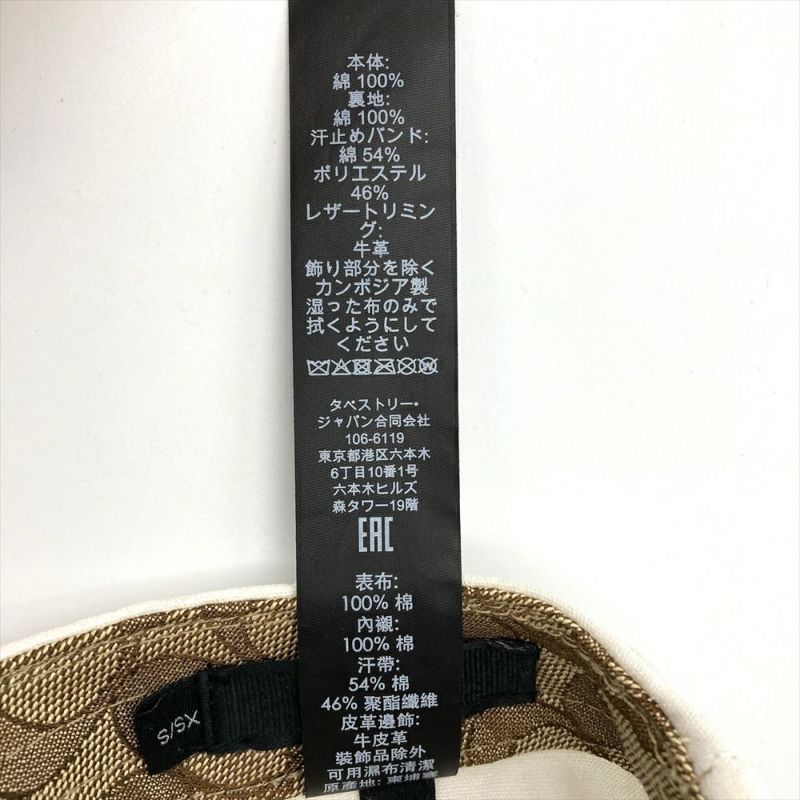 本体:
綿 100%
裏地:
綿 100%
汗止めバンド:
綿 54%
ポリエステル
46%
レザートリミン
グ:
牛革
飾り部分を除く
カンボジア製
湿った布のみで
拭くようにして
ください
タペストリー・
ジャパン合同会社
106-6119
東京都港区六本木
6丁目10番1号
六本木ヒルズ
森タワー19階
EAC
表布:
100% 棉
內襯:
100% 棉
汗帶:
54% 棉
46% 聚酯纖維
皮革邊飾:
牛皮革
裝飾品除外
可用濕布清潔
原産地: 柬埔寨
XS/S